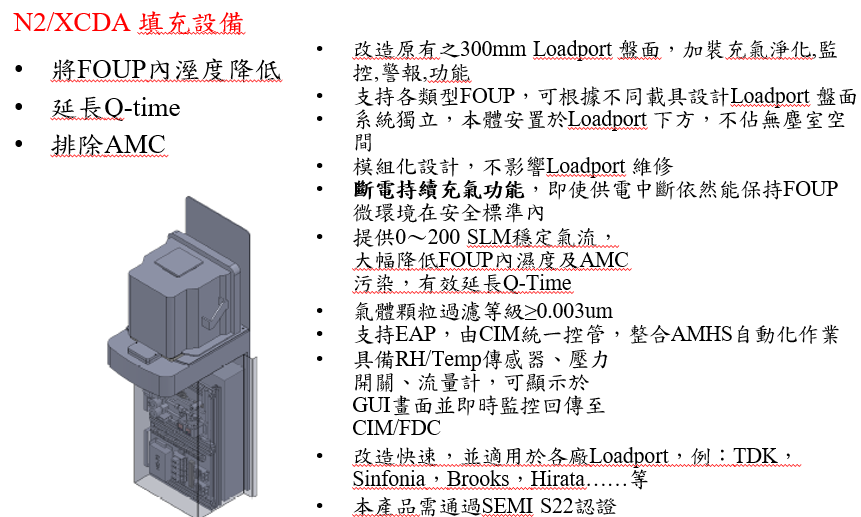 N2/XCDA 填充設備
• 將FOUP內溼度降低
• 延長Q-time
• 排除AMC
• 改造原有之300mm Loadport 盤面，加裝充氣淨化,監
控,警報,功能
• 支持各類型FOUP，可根據不同載具設計Loadport 盤面
• 系統獨立，本體安置於Loadport 下方，不佔無塵室空
間
• 模組化設計，不影響Loadport 維修
• 斷電持續充氣功能，即使供電中斷依然能保持FOUP
微環境在安全標準內
• 提供0～200 SLM穩定氣流，
大幅降低FOUP內濕度及AMC
污染，有效延長Q-Time
• 氣體顆粒過濾等級≥0.003um
• 支持EAP，由CIM統一控管，整合AMHS自動化作業
• 具備RH/Temp傳感器、壓力
開關、流量計，可顯示於
GUI畫面並即時監控回傳至
CIM/FDC
• 改造快速，並適用於各廠Loadport，例：TDK，
Sinfonia，Brooks，Hirata……等
• 本產品需通過SEMI S22認證